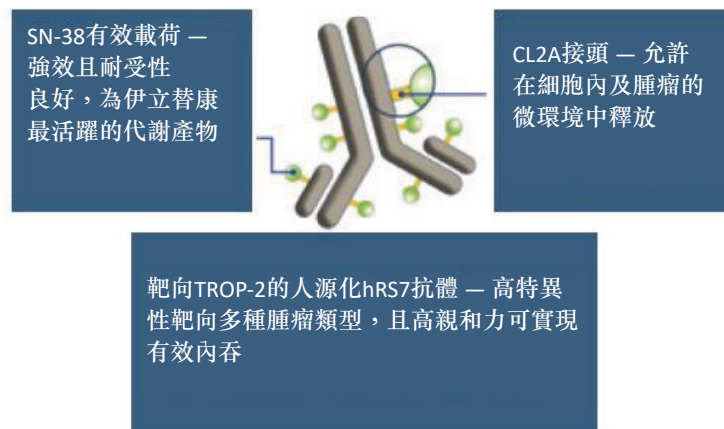 SN-38有效載荷 — 
強效且耐受性
良好，為伊立替康
最活躍的代謝產物
CL2A接頭 — 允許
在細胞內及腫瘤的
微環境中釋放
靶向TROP-2的人源化hRS7抗體 — 高特異
性靶向多種腫瘤類型，且高親和力可實現
有效內吞